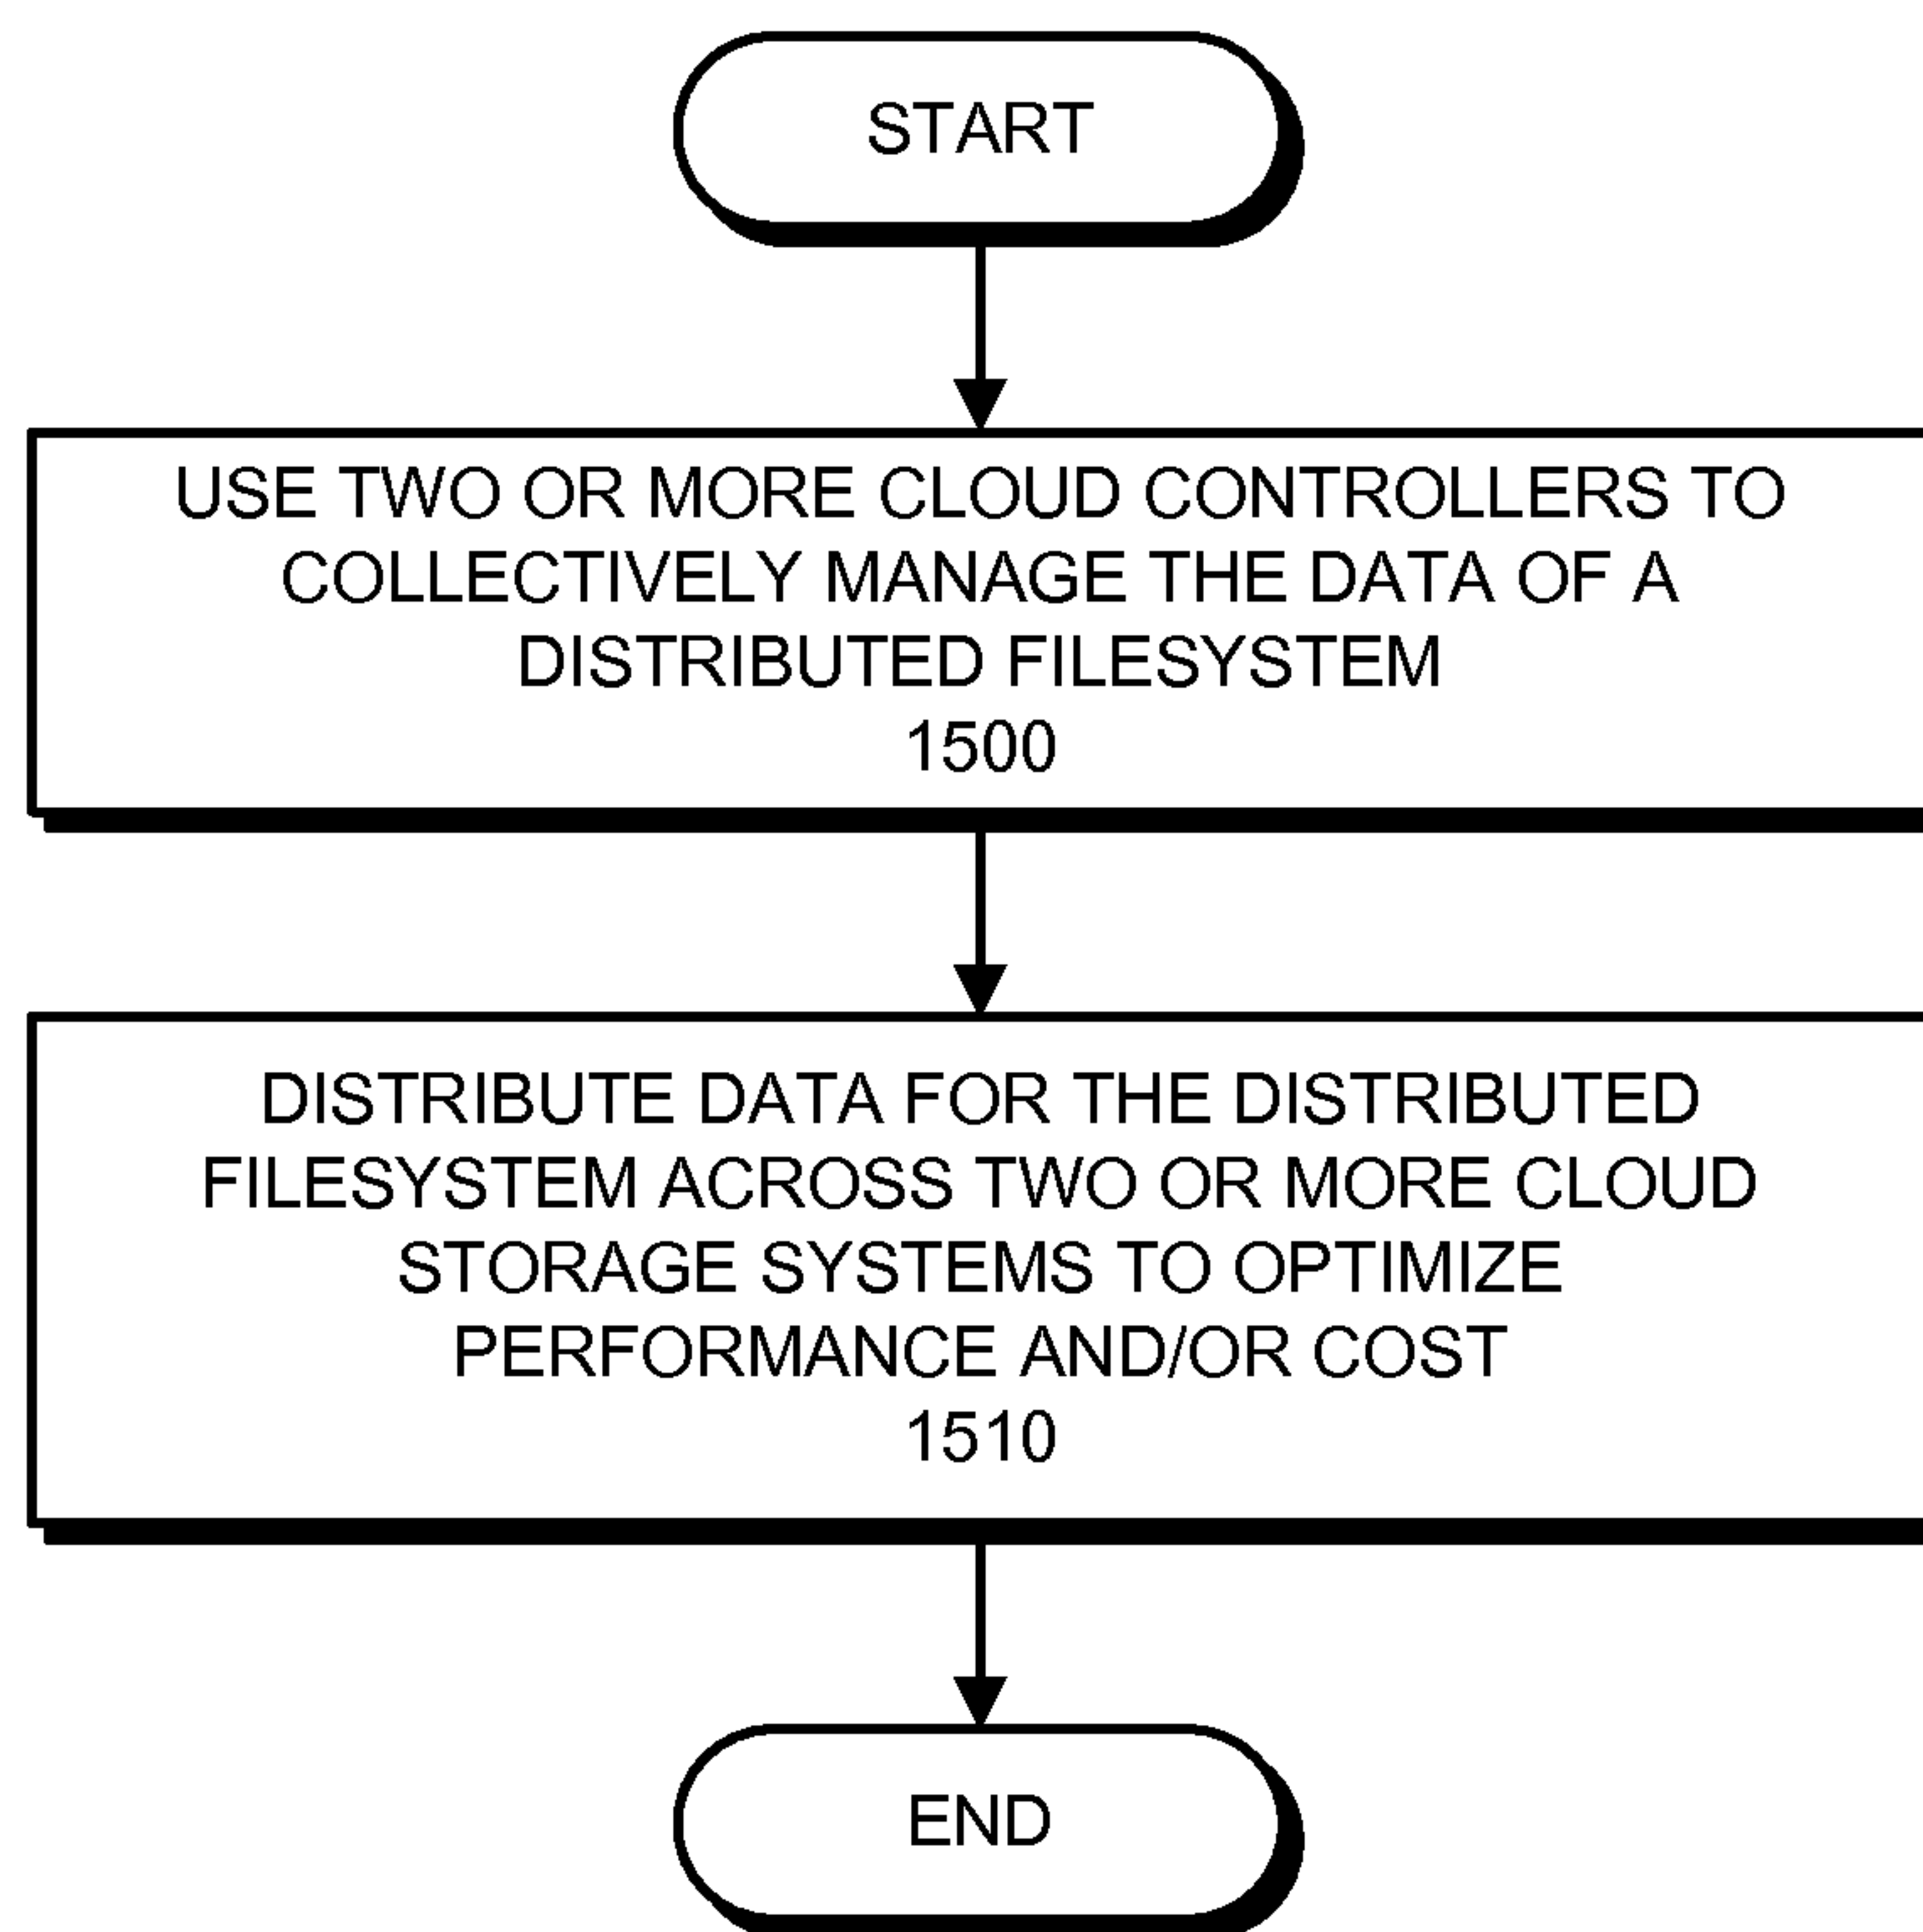 START
USE TWO OR MORE CLOUD CONTROLLERS TO
COLLECTIVELY MANAGE THE DATA OF A
DISTRIBUTED FILESYSTEM
1500
DISTRIBUTE DATA FOR THE DISTRIBUTED
FILESYSTEM ACROSS TWO OR MORE CLOUD
STORAGE SYSTEMS TO OPTIMIZE
PERFORMANCE AND/OR COST
1510
END